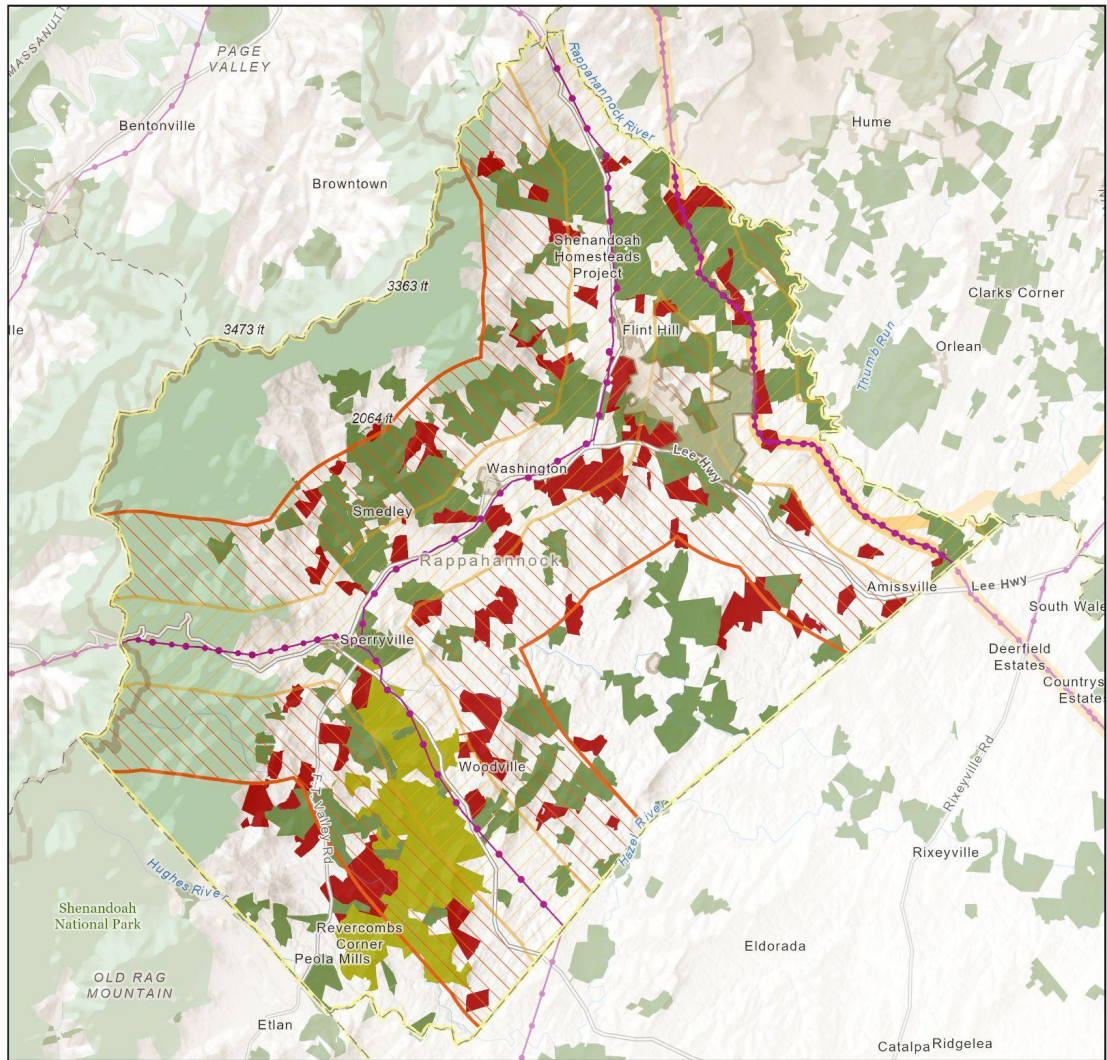 MASSANUTT
PAGE
VALLEY
Rappahannock River
Hume
Bentonville
Browntown
Shenandoah
Homesteads
Project
3363 ft
Clarks Corner
lle
3473 ft
Flint Hill
Thumb Run
Orlean
2064 ft
Washington
Lee Hwy
Smedley
Rappahannock
Amissville
Lee Hwy
South Wale
Sperryville
Deerfield
Estates
Countrys
Estates
Woodville
F.T. Valley Rd
Hazel River
Rixeyville Rd
Rixeyville
Hughes River
Shenandoah
National Park
Revercombs
Corner
Peola Mills
Eldorada
OLD RAG
MOUNTAIN
Etlan
Catalpa
Ridgelea